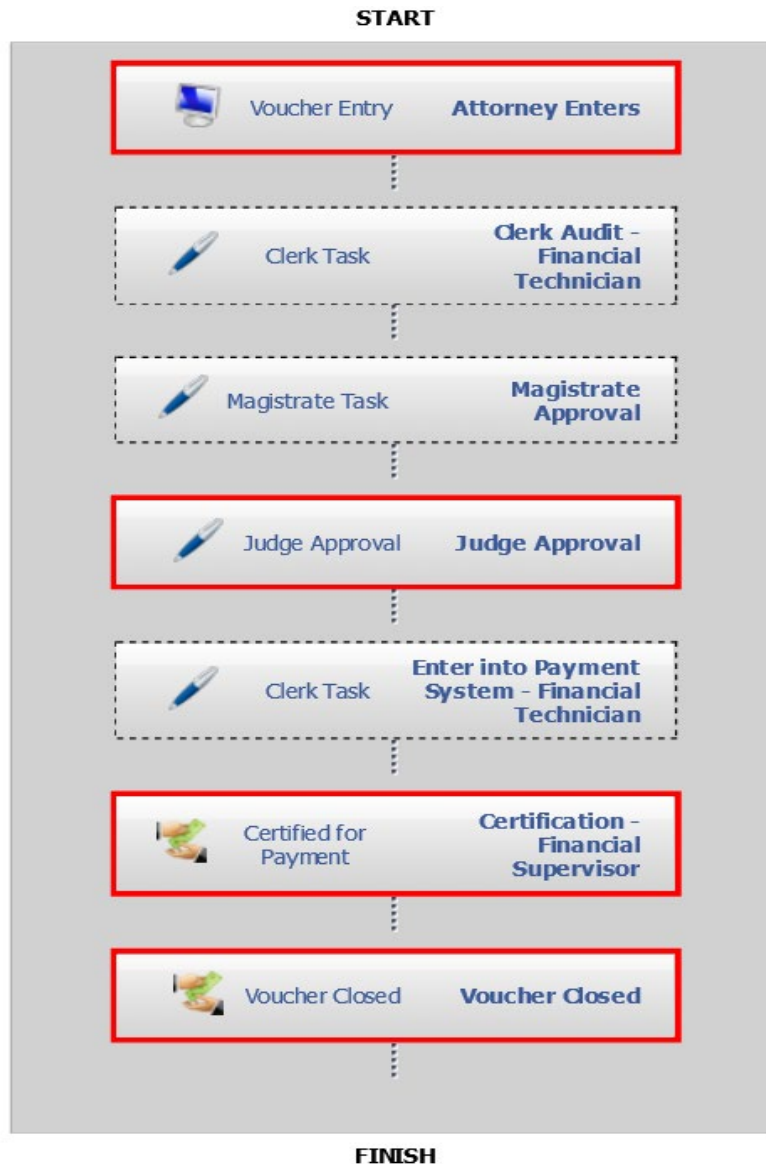 START
Voucher Entry Attorney Enters
Clerk Task
Clerk Audit -
Financial
Technician
Magistrate Task
Magistrate
Approval
Judge Approval Judge Approval
Clerk Task
Enter into Payment
System - Financial
Technician
Certified for
Payment
Certification -
Financial
Supervisor
Voucher Closed Voucher Closed
FINISH